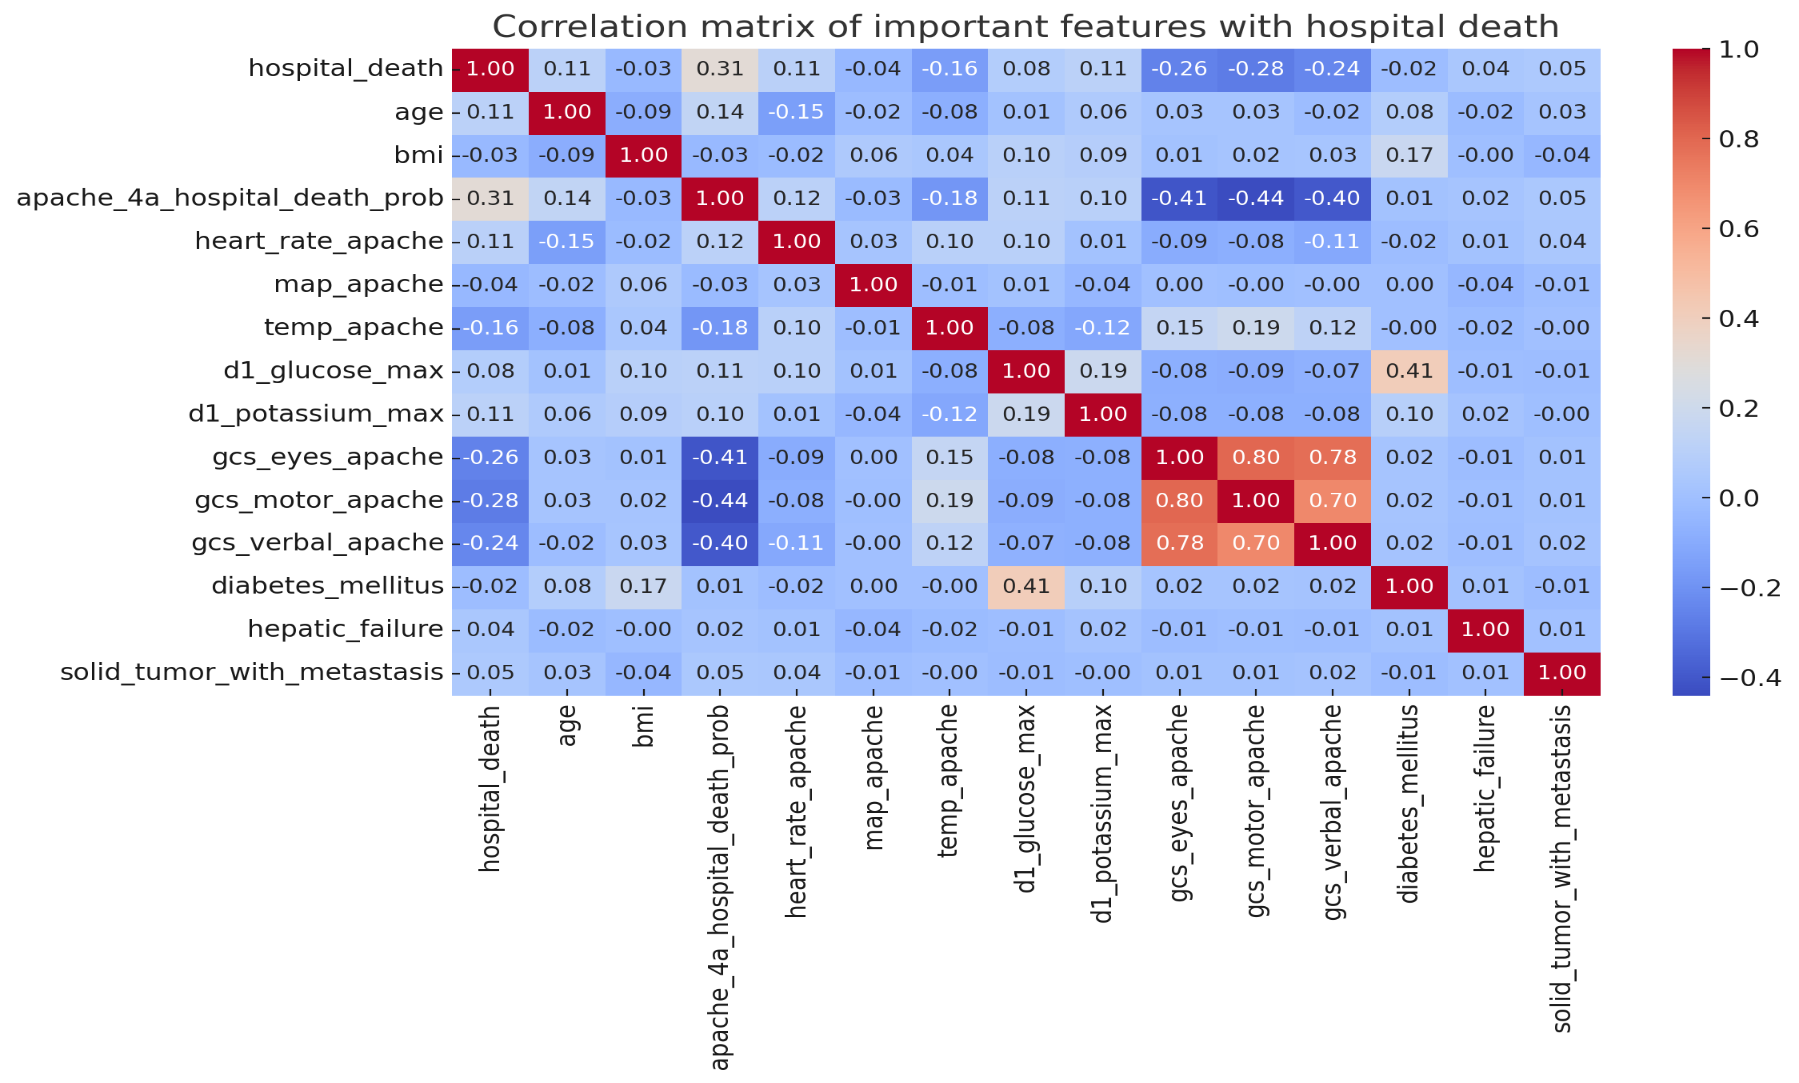 Correlation matrix of important features with hospital death
hospital_death 1.00 0.11 -0.03 0.31 0.11 -0.04 -0.16 0.08 0.11 -0.26 -0.28 -0.24 -0.02 0.04 0.05
age 0.11 1.00 -0.09 0.14 -0.15 -0.02 -0.08 0.01 0.06 0.03 0.03 -0.02 0.08 -0.02 0.03
bmi -0.03 -0.09 1.00 -0.03 -0.02 0.06 0.04 0.10 0.09 0.01 0.02 0.03 0.17 -0.00 -0.04
apache_4a_hospital_death_prob 0.31 0.14 -0.03 1.00 0.12 -0.03 -0.18 0.11 0.10 -0.41 -0.44 -0.40 0.01 0.02 0.05
heart_rate_apache 0.11 -0.15 -0.02 0.12 1.00 0.03 0.10 0.10 0.01 -0.09 -0.08 -0.11 -0.02 0.01 0.04
map_apache -0.04 -0.02 0.06 -0.03 0.03 1.00 -0.01 0.01 -0.04 0.00 -0.00 -0.00 0.00 -0.04 -0.01
temp_apache -0.16 -0.08 0.04 -0.18 0.10 -0.01 1.00 -0.08 -0.12 0.15 0.19 0.12 -0.00 -0.02 -0.00
d1_glucose_max 0.08 0.01 0.10 0.11 0.10 0.01 -0.08 1.00 0.19 -0.08 -0.09 -0.07 0.41 -0.01 -0.01
d1_potassium_max 0.11 0.06 0.09 0.10 0.01 -0.04 -0.12 0.19 1.00 -0.08 -0.08 -0.08 0.10 0.02 -0.00
gcs_eyes_apache -0.26 0.03 0.01 -0.41 -0.09 0.00 0.15 -0.08 -0.08 1.00 0.80 0.78 0.02 -0.01 0.01
gcs_motor_apache -0.28 0.03 0.02 -0.44 -0.08 -0.00 0.19 -0.09 -0.08 0.80 1.00 0.70 0.02 -0.01 0.01
gcs_verbal_apache -0.24 -0.02 0.03 -0.40 -0.11 -0.00 0.12 -0.07 -0.08 0.78 0.70 1.00 0.02 -0.01 0.02
diabetes_mellitus -0.02 0.08 0.17 0.01 -0.02 0.00 -0.00 0.41 0.10 0.02 0.02 0.02 1.00 0.01 -0.01
hepatic_failure 0.04 -0.02 -0.00 0.02 0.01 -0.04 -0.02 -0.01 0.02 -0.01 -0.01 -0.01 0.01 1.00 0.01
solid_tumor_with_metastasis 0.05 0.03 -0.04 0.05 0.04 -0.01 -0.00 -0.01 -0.00 0.01 0.01 0.02 -0.01 0.01 1.00
hospital_death
age
bmi
apache_4a_hospital_death_prob
heart_rate_apache
map_apache
temp_apache
d1_glucose_max
d1_potassium_max
gcs_eyes_apache
gcs_motor_apache
gcs_verbal_apache
diabetes_mellitus
hepatic_failure
solid_tumor_with_metastasis
1.0
0.8
0.6
0.4
0.2
0.0
−0.2
−0.4